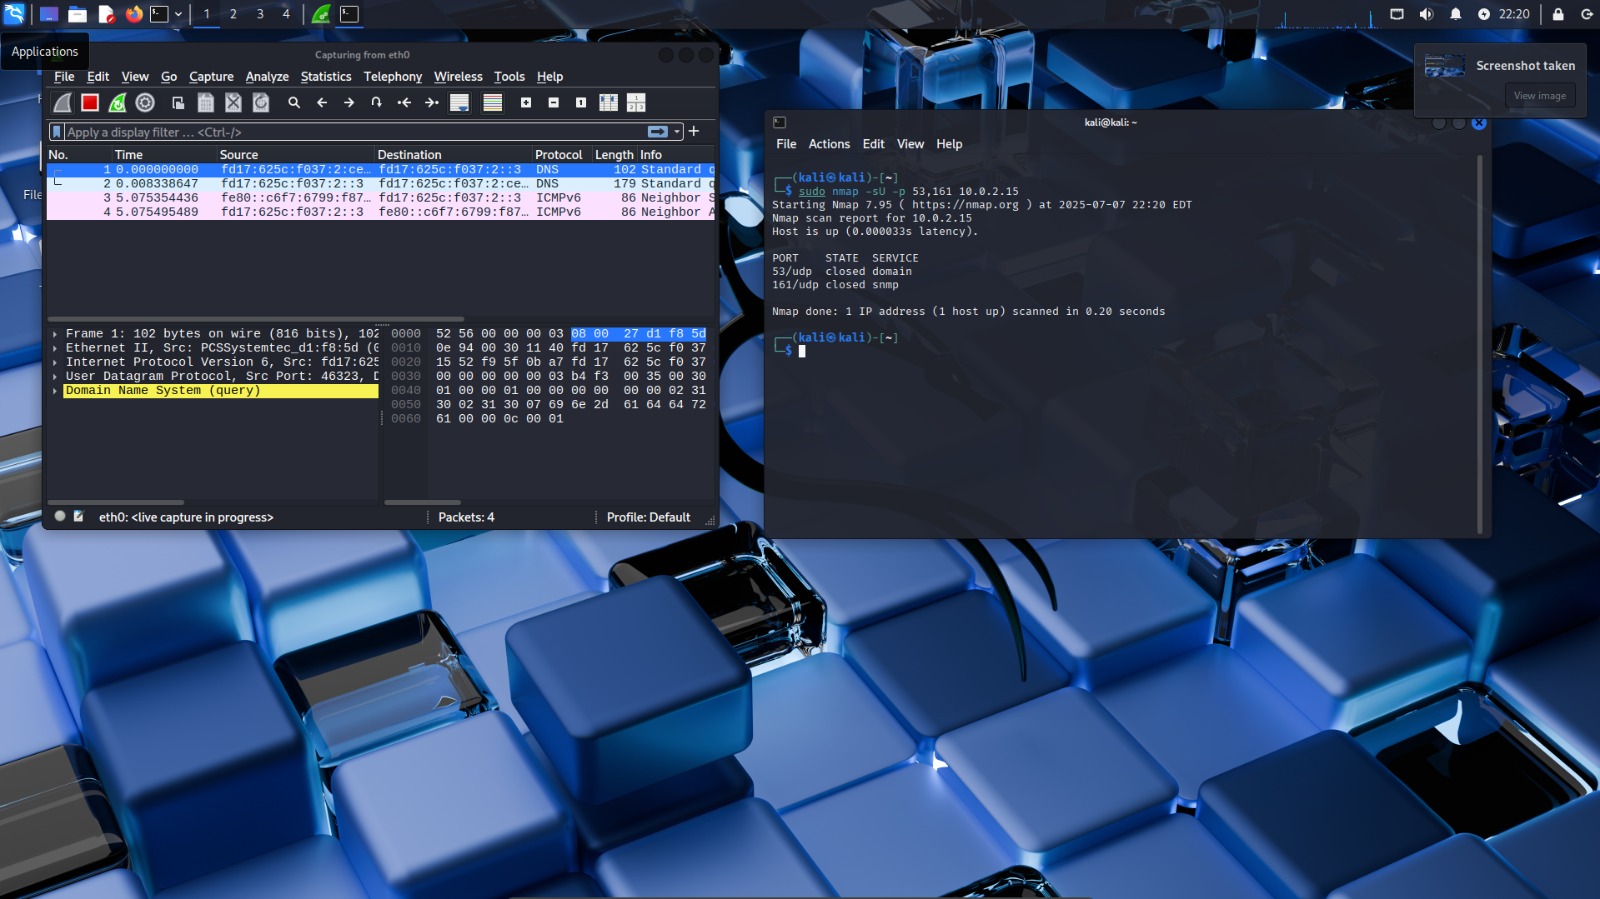 1 2 3 4
22:20
Applications
Screenshot taken
View image
Capturing from eth0
File Edit View Go Capture Analyze Statistics Telephony Wireless Tools Help
Apply a display filter … <Ctrl-/>
No. Time Source Destination Protocol Length Info
1 0.000000000 fd17:625c:f037:2:ce… fd17:625c:f037:2::3 DNS 102 Standard q
2 0.008338647 fd17:625c:f037:2::3 fd17:625c:f037:2:ce… DNS 179 Standard q
3 5.075354436 fe80::c6f7:6799:f87… fd17:625c:f037:2::3 ICMPv6 86 Neighbor S
4 5.075495489 fd17:625c:f037:2::3 fe80::c6f7:6799:f87… ICMPv6 86 Neighbor A
Frame 1: 102 bytes on wire (816 bits), 102
Ethernet II, Src: PCSSystemtec_d1:f8:5d (0
Internet Protocol Version 6, Src: fd17:625
User Datagram Protocol, Src Port: 46323, D
Domain Name System (query)
0000 52 56 00 00 00 03 08 00 27 d1 f8 5d
0010 0e 94 00 30 11 40 fd 17 62 5c f0 37
0020 15 52 f9 5f 0b a7 fd 17 62 5c f0 37
0030 00 00 00 00 00 03 b4 f3 00 35 00 30
0040 01 00 00 01 00 00 00 00 00 00 02 31
0050 30 02 31 30 07 69 6e 2d 61 64 64 72
0060 61 00 00 0c 00 01
eth0: <live capture in progress>
Packets: 4
Profile: Default
File
kali@kali: ~
File Actions Edit View Help
┌──(kali㉿kali)-[~]
└─$ sudo nmap -sU -p 53,161 10.0.2.15
Starting Nmap 7.95 ( https://nmap.org ) at 2025-07-07 22:20 EDT
Nmap scan report for 10.0.2.15
Host is up (0.000033s latency).
PORT STATE SERVICE
53/udp closed domain
161/udp closed snmp
Nmap done: 1 IP address (1 host up) scanned in 0.20 seconds
┌──(kali㉿kali)-[~]
└─$